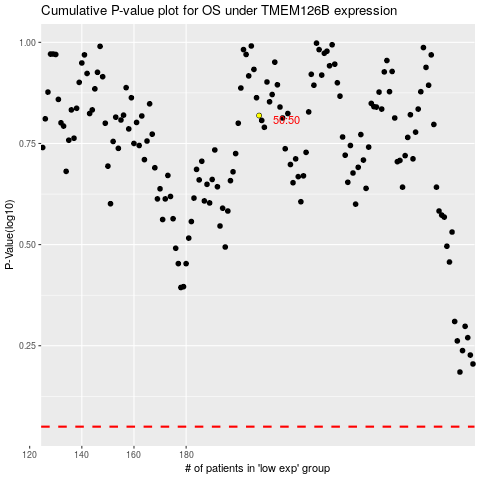 Cumulative P-value plot for OS under TMEM126B expression
1.00
0.75
0.50
0.25
P-Value(log10)
50:50
120 140 160 180
# of patients in 'low exp' group